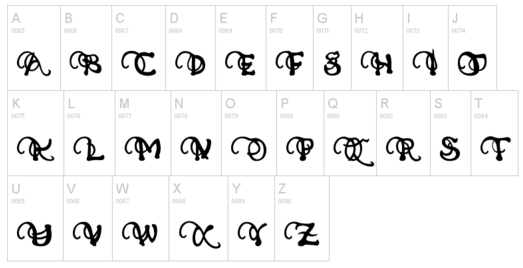 A B C D E F G H I J
0065 0066 0067 0068 0069 0070 0071 0072 0073 0074
A B C D E F G H I J
K L M N O P Q R S T
0075 0076 0077 0078 0079 0080 0081 0082 0083 0084
K L M N O P Q R S T
U V W X Y Z
0085 0086 0087 0088 0089 0090
U V W X Y Z